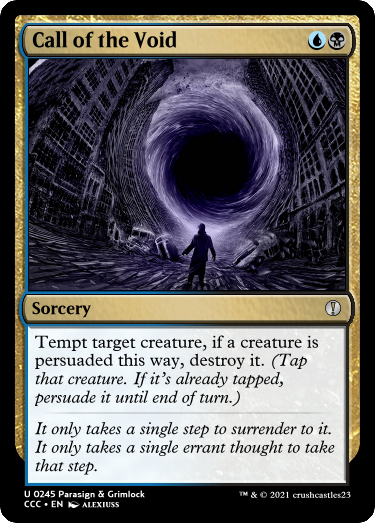 Call of the Void
Sorcery
Tempt target creature, if a creature is
persuaded this way, destroy it. (Tap
that creature. If it's already tapped,
persuade it until end of turn.)
It only takes a single step to surrender to it.
It only takes a single errant thought to take
that step.
U 0245 Parasign & Grimlock
CCC • EN ALEXIUSS
™ & © 2021 crushcastles23